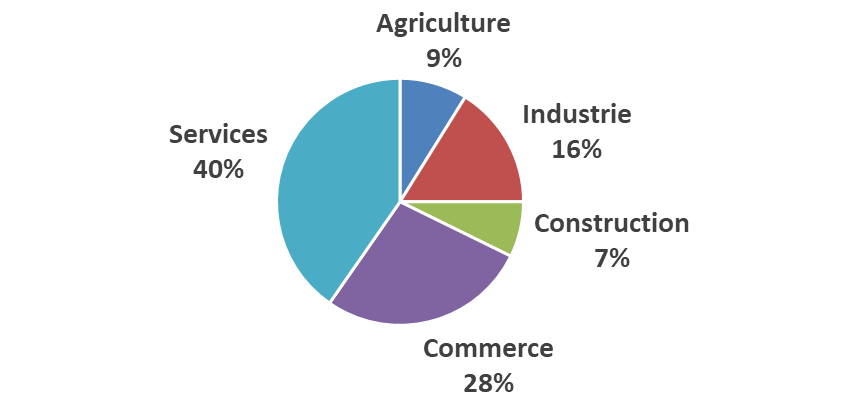 Agriculture
9%
Industrie
16%
Services
40%
Construction
7%
Commerce
28%